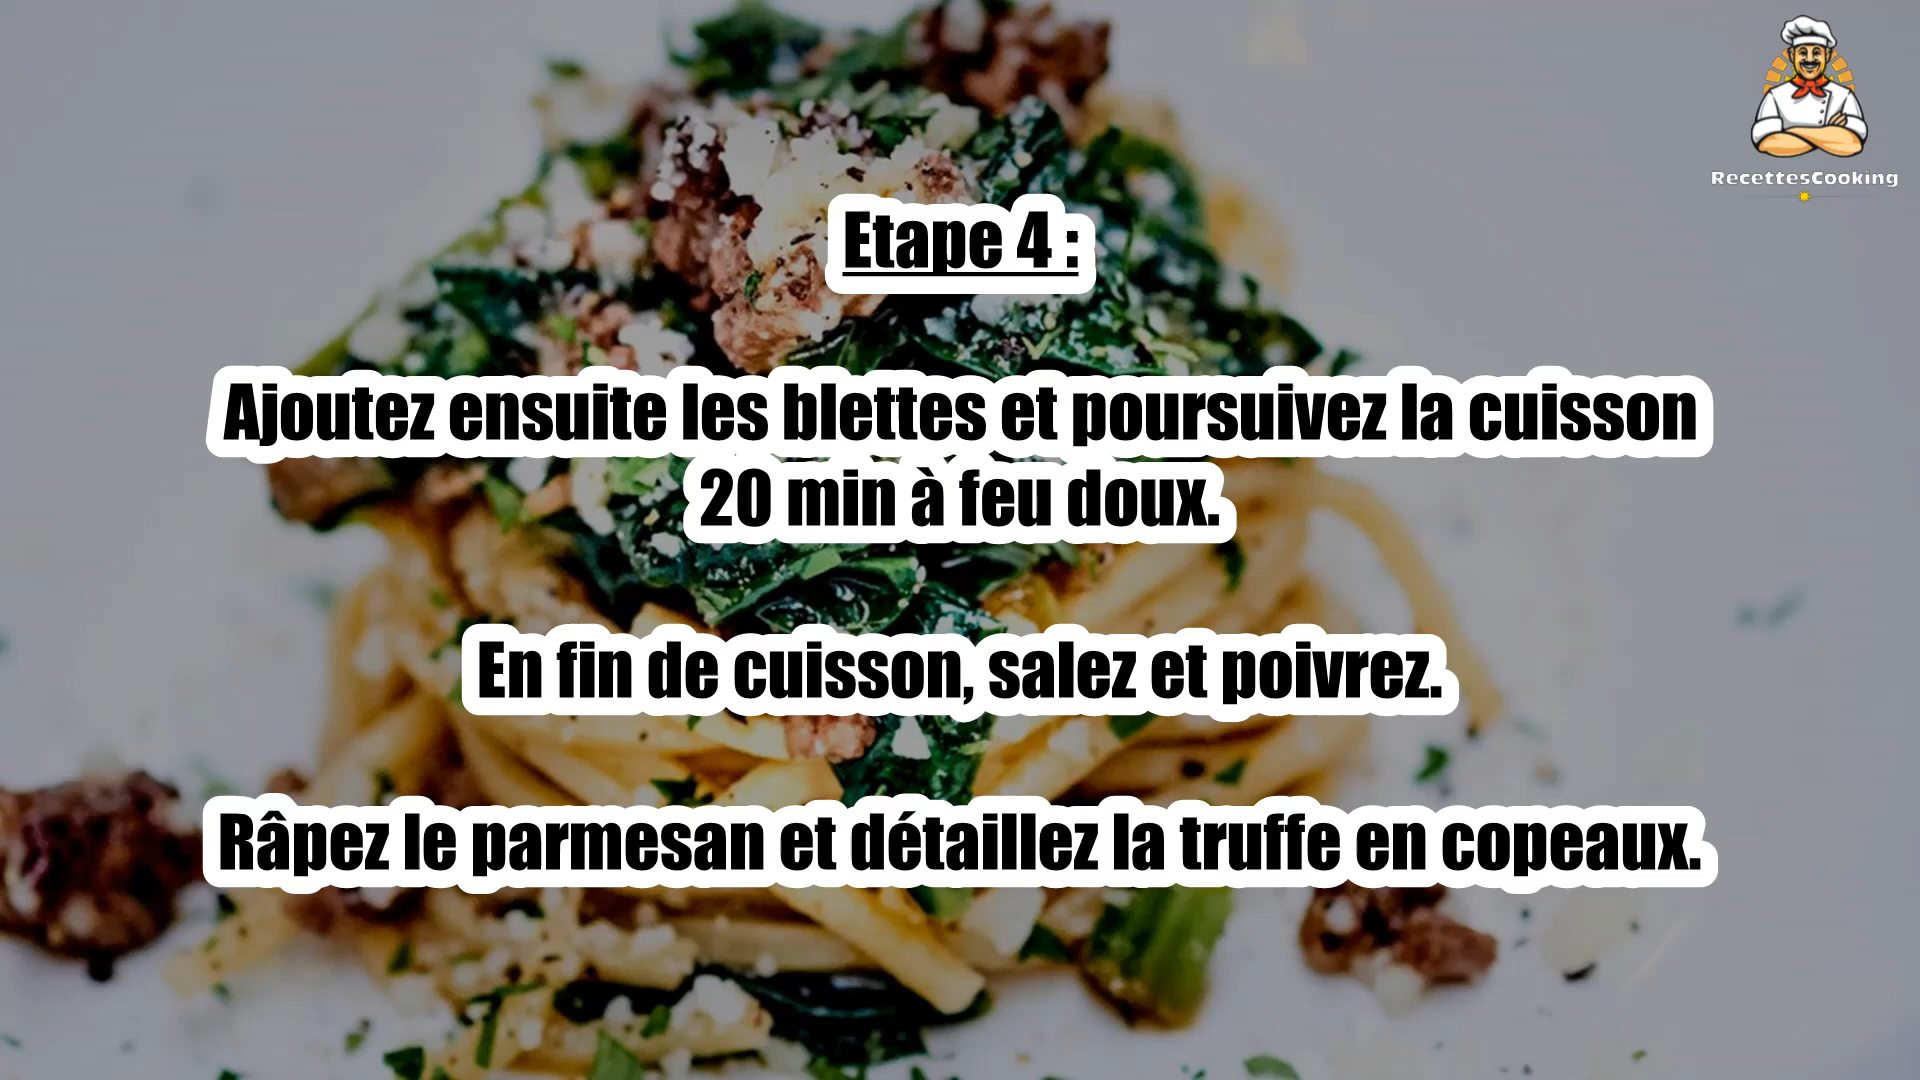 RecettesCooking
Etape 4 :
Ajoutez ensuite les blettes et poursuivez la cuisson
20 min à feu doux.
En fin de cuisson, salez et poivrez.
Râpez le parmesan et détaillez la truffe en copeaux.